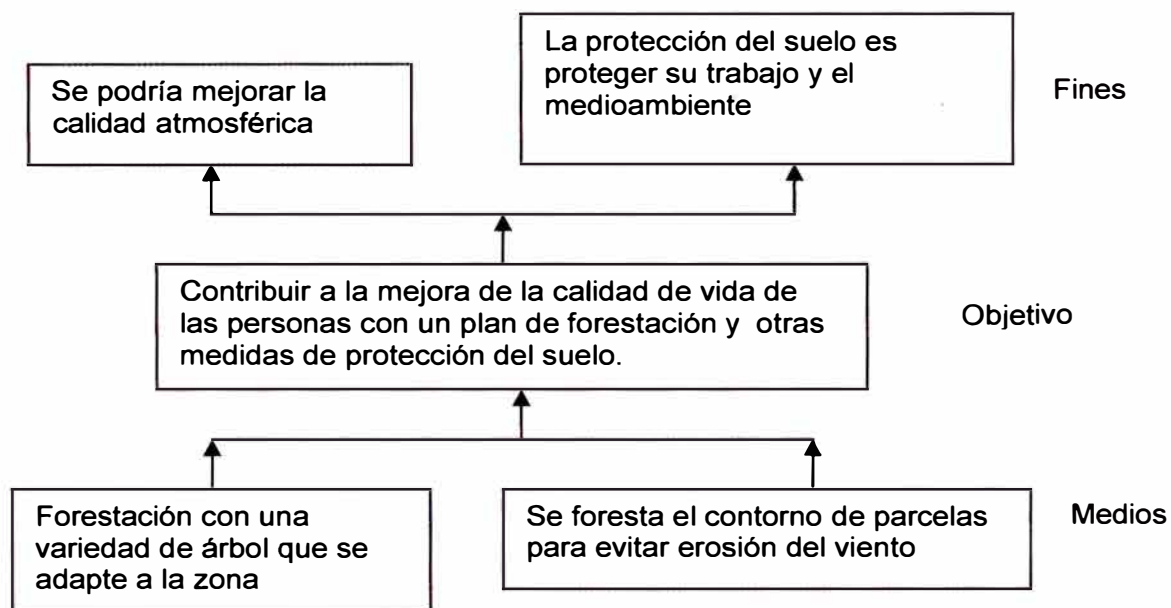 Se podría mejorar la
calidad atmosférica
La protección del suelo es
proteger su trabajo y el
medioambiente
Fines
Contribuir a la mejora de la calidad de vida de
las personas con un plan de forestación y otras
medidas de protección del suelo.
Objetivo
Forestación con una
variedad de árbol que se
adapte a la zona
Se foresta el contorno de parcelas
para evitar erosión del viento
Medios